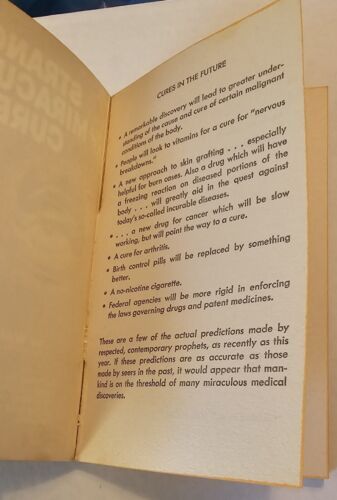 CURES IN THE FUTURE
• A remarkable discovery will lead to greater under-
standing of the cause and cure of certain malignant
conditions of the body.
• People will look to vitamins for a cure for "nervous
breakdowns."
• A new approach to skin grafting . . . especially
helpful for burn cases. Also a drug which will have
a freezing reaction on diseased portions of the
body . . . will greatly aid in the quest against
today's so-called incurable diseases.
• . . . a new drug for cancer which will be slow
working, but will point the way to a cure.
• A cure for arthritis.
• Birth control pills will be replaced by something
better.
• A no-nicotine cigarette.
• Federal agencies will be more rigid in enforcing
the laws governing drugs and patent medicines.
These are a few of the actual predictions made by
respected, contemporary prophets, as recently as this
year. If these predictions are as accurate as those
made by seers in the past, it would appear that man-
kind is on the threshold of many miraculous medical
discoveries.